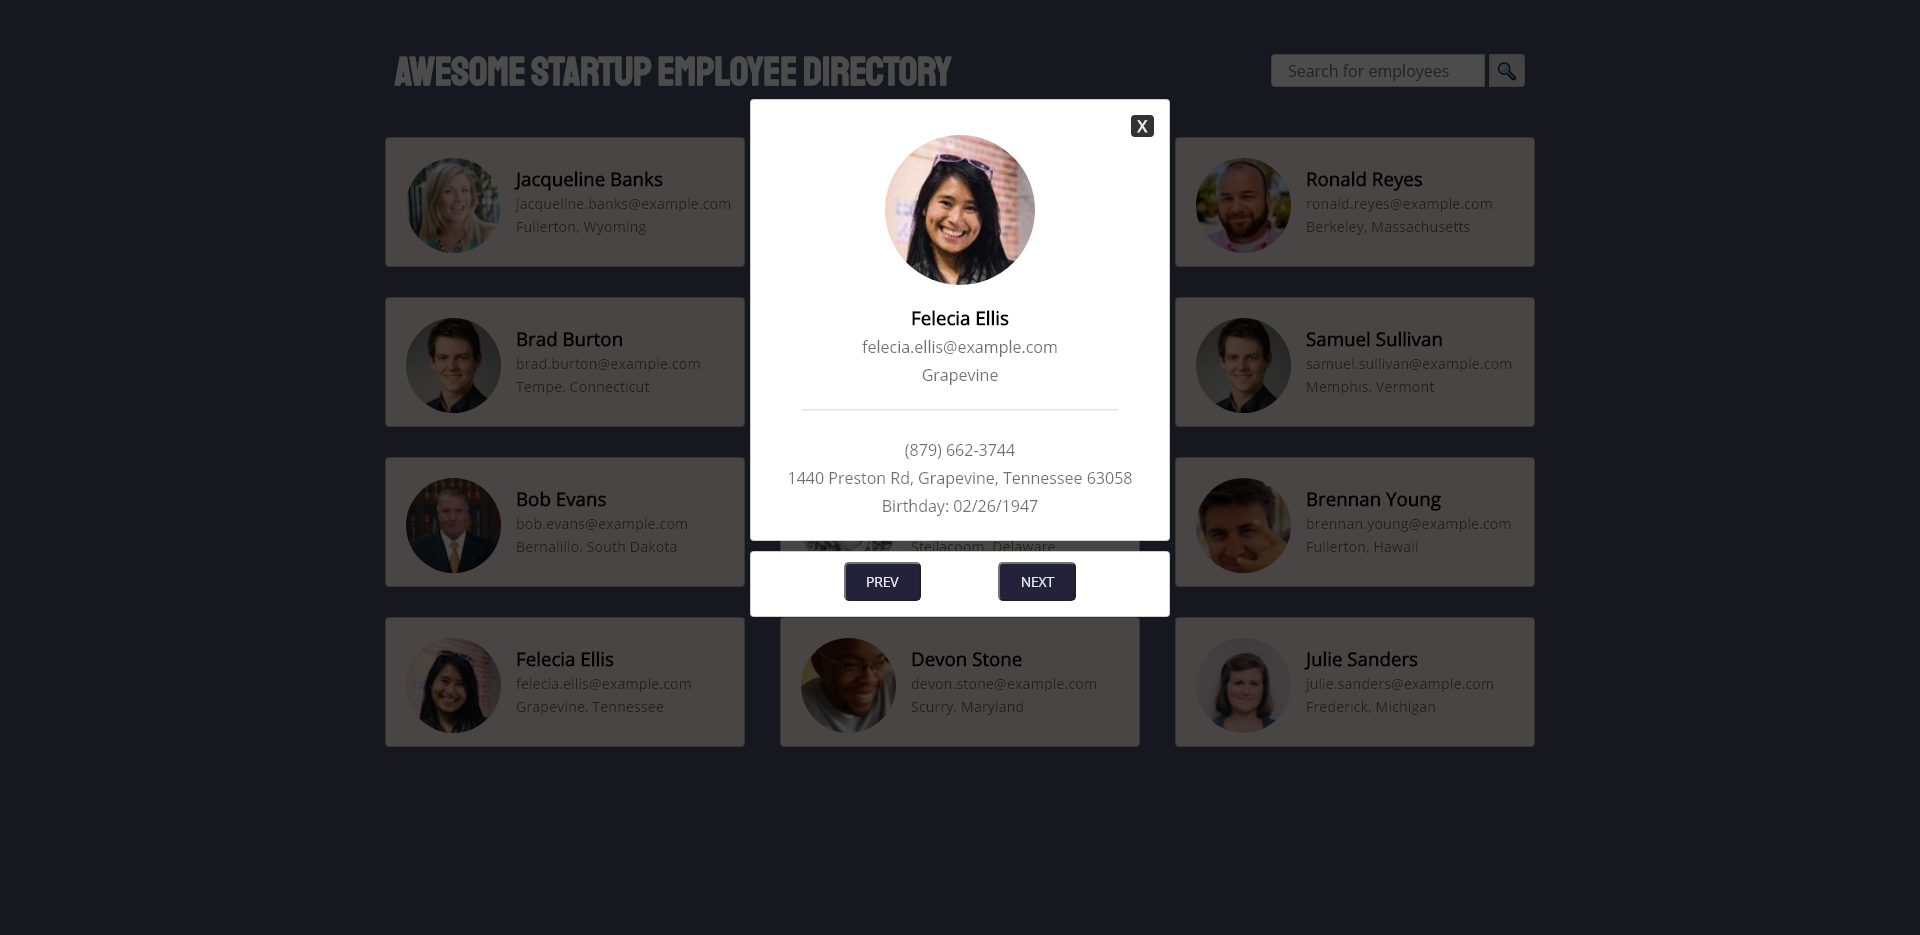 AWESOME STARTUP EMPLOYEE DIRECTORY
Search for employees
X
Felecia Ellis
felecia.ellis@example.com
Grapevine
(879) 662-3744
1440 Preston Rd, Grapevine, Tennessee 63058
Birthday: 02/26/1947
PREV
NEXT
Jacqueline Banks
jacqueline.banks@example.com
Fullerton, Wyoming
Ronald Reyes
ronald.reyes@example.com
Berkeley, Massachusetts
Brad Burton
brad.burton@example.com
Tempe, Connecticut
Samuel Sullivan
samuel.sullivan@example.com
Memphis, Vermont
Bob Evans
bob.evans@example.com
Bernalillo, South Dakota
Steilacoom, Delaware
Brennan Young
brennan.young@example.com
Fullerton, Hawaii
Felecia Ellis
felecia.ellis@example.com
Grapevine, Tennessee
Devon Stone
devon.stone@example.com
Scurry, Maryland
Julie Sanders
julie.sanders@example.com
Frederick, Michigan